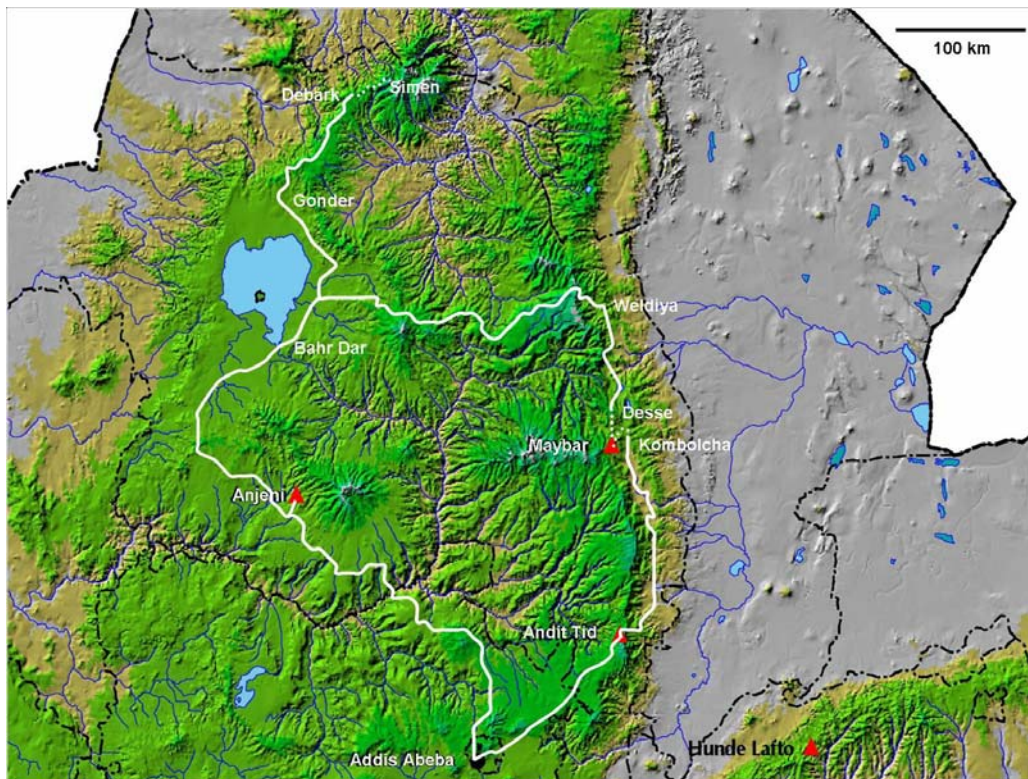 100 km
Debark
Simen
Gonder
Weldiya
Bahr Dar
Desse
Maybar
Kombolcha
Anjeni
Andit Tid
Hunde Lafto
Addis Abeba